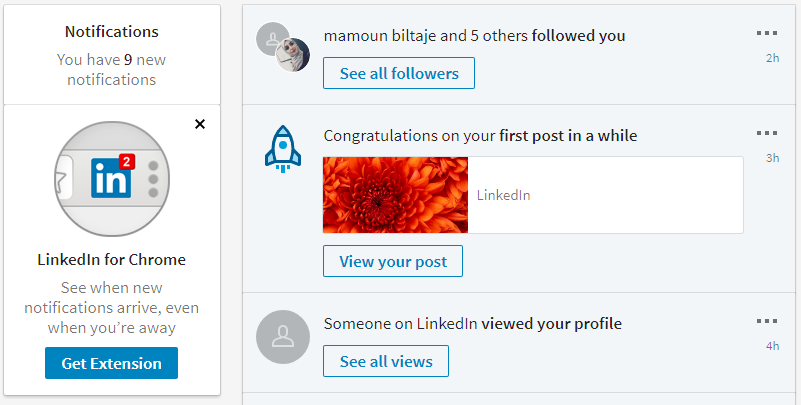 Notifications
You have 9 new
notifications
in 2
LinkedIn for Chrome
See when new
notifications arrive, even
when you're away
Get Extension
mamoun biltaje and 5 others followed you
2h
See all followers
Congratulations on your first post in a while
3h
LinkedIn
View your post
Someone on LinkedIn viewed your profile
4h
See all views